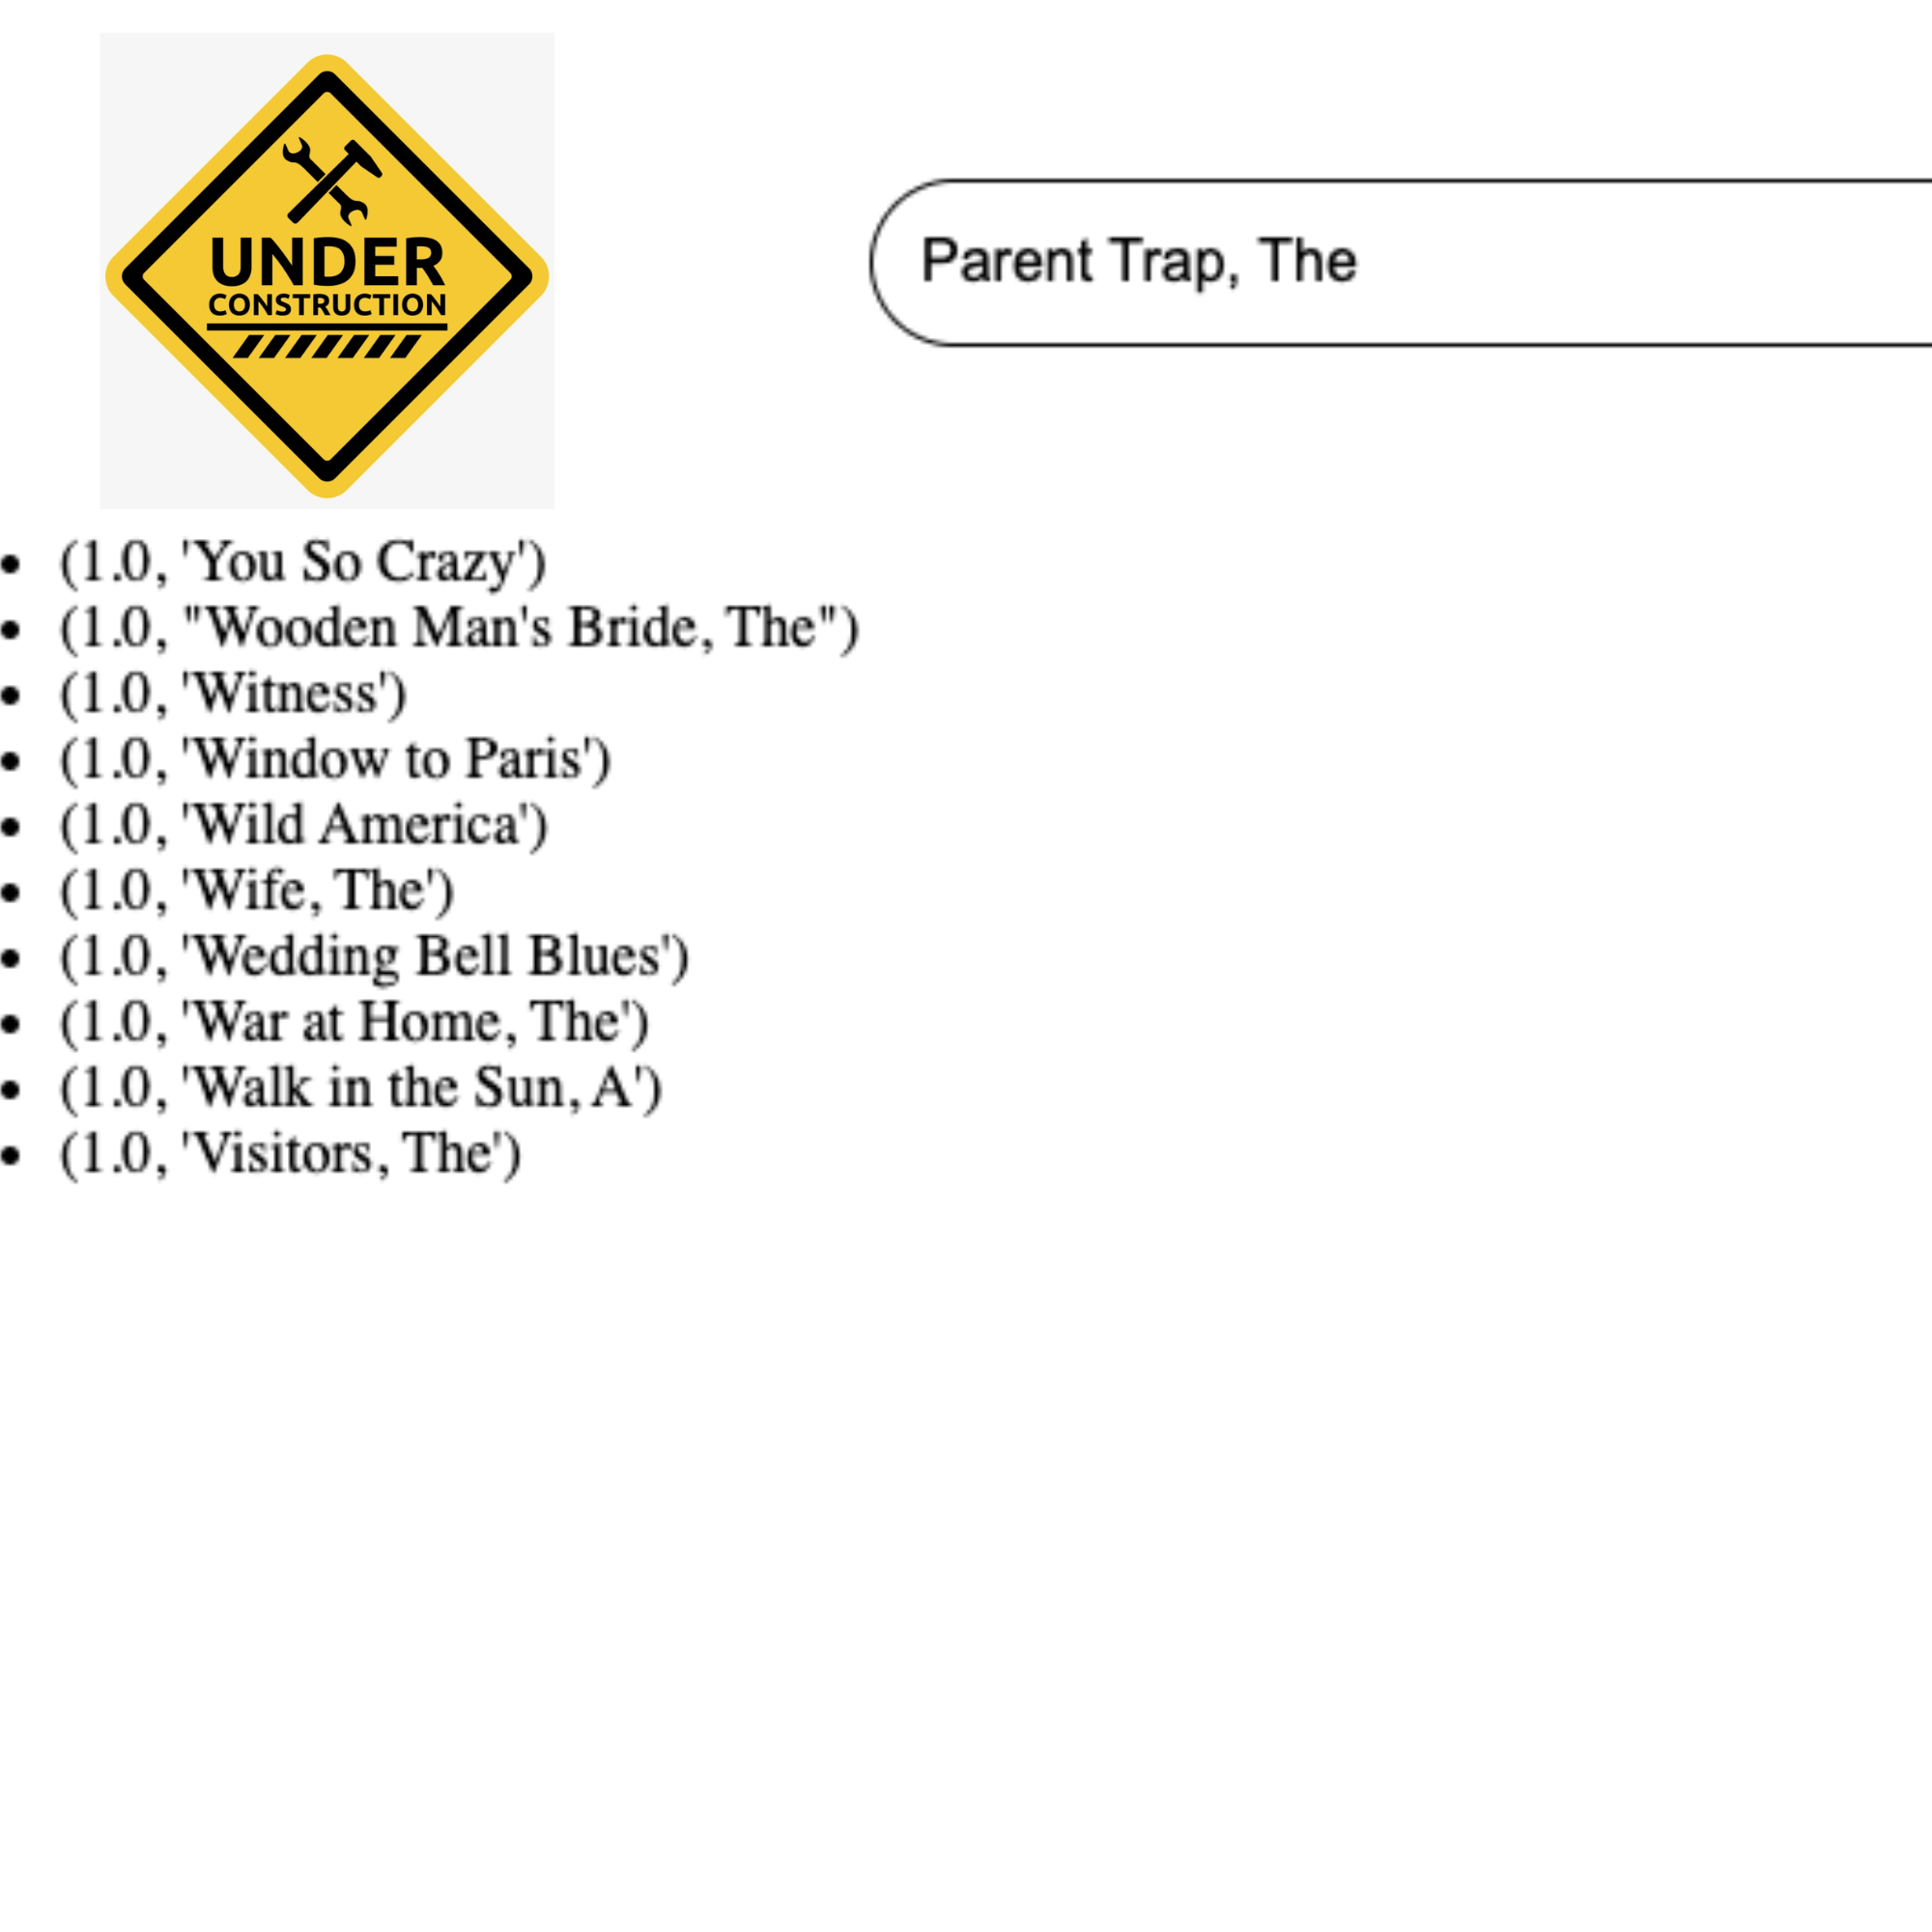 UNDER
CONSTRUCTION
Parent Trap, The
(1.0, 'You So Crazy')
(1.0, "Wooden Man's Bride, The")
(1.0, 'Witness')
(1.0, 'Window to Paris')
(1.0, 'Wild America')
(1.0, 'Wife, The')
(1.0, 'Wedding Bell Blues')
(1.0, 'War at Home, The')
(1.0, 'Walk in the Sun, A')
(1.0, 'Visitors, The')